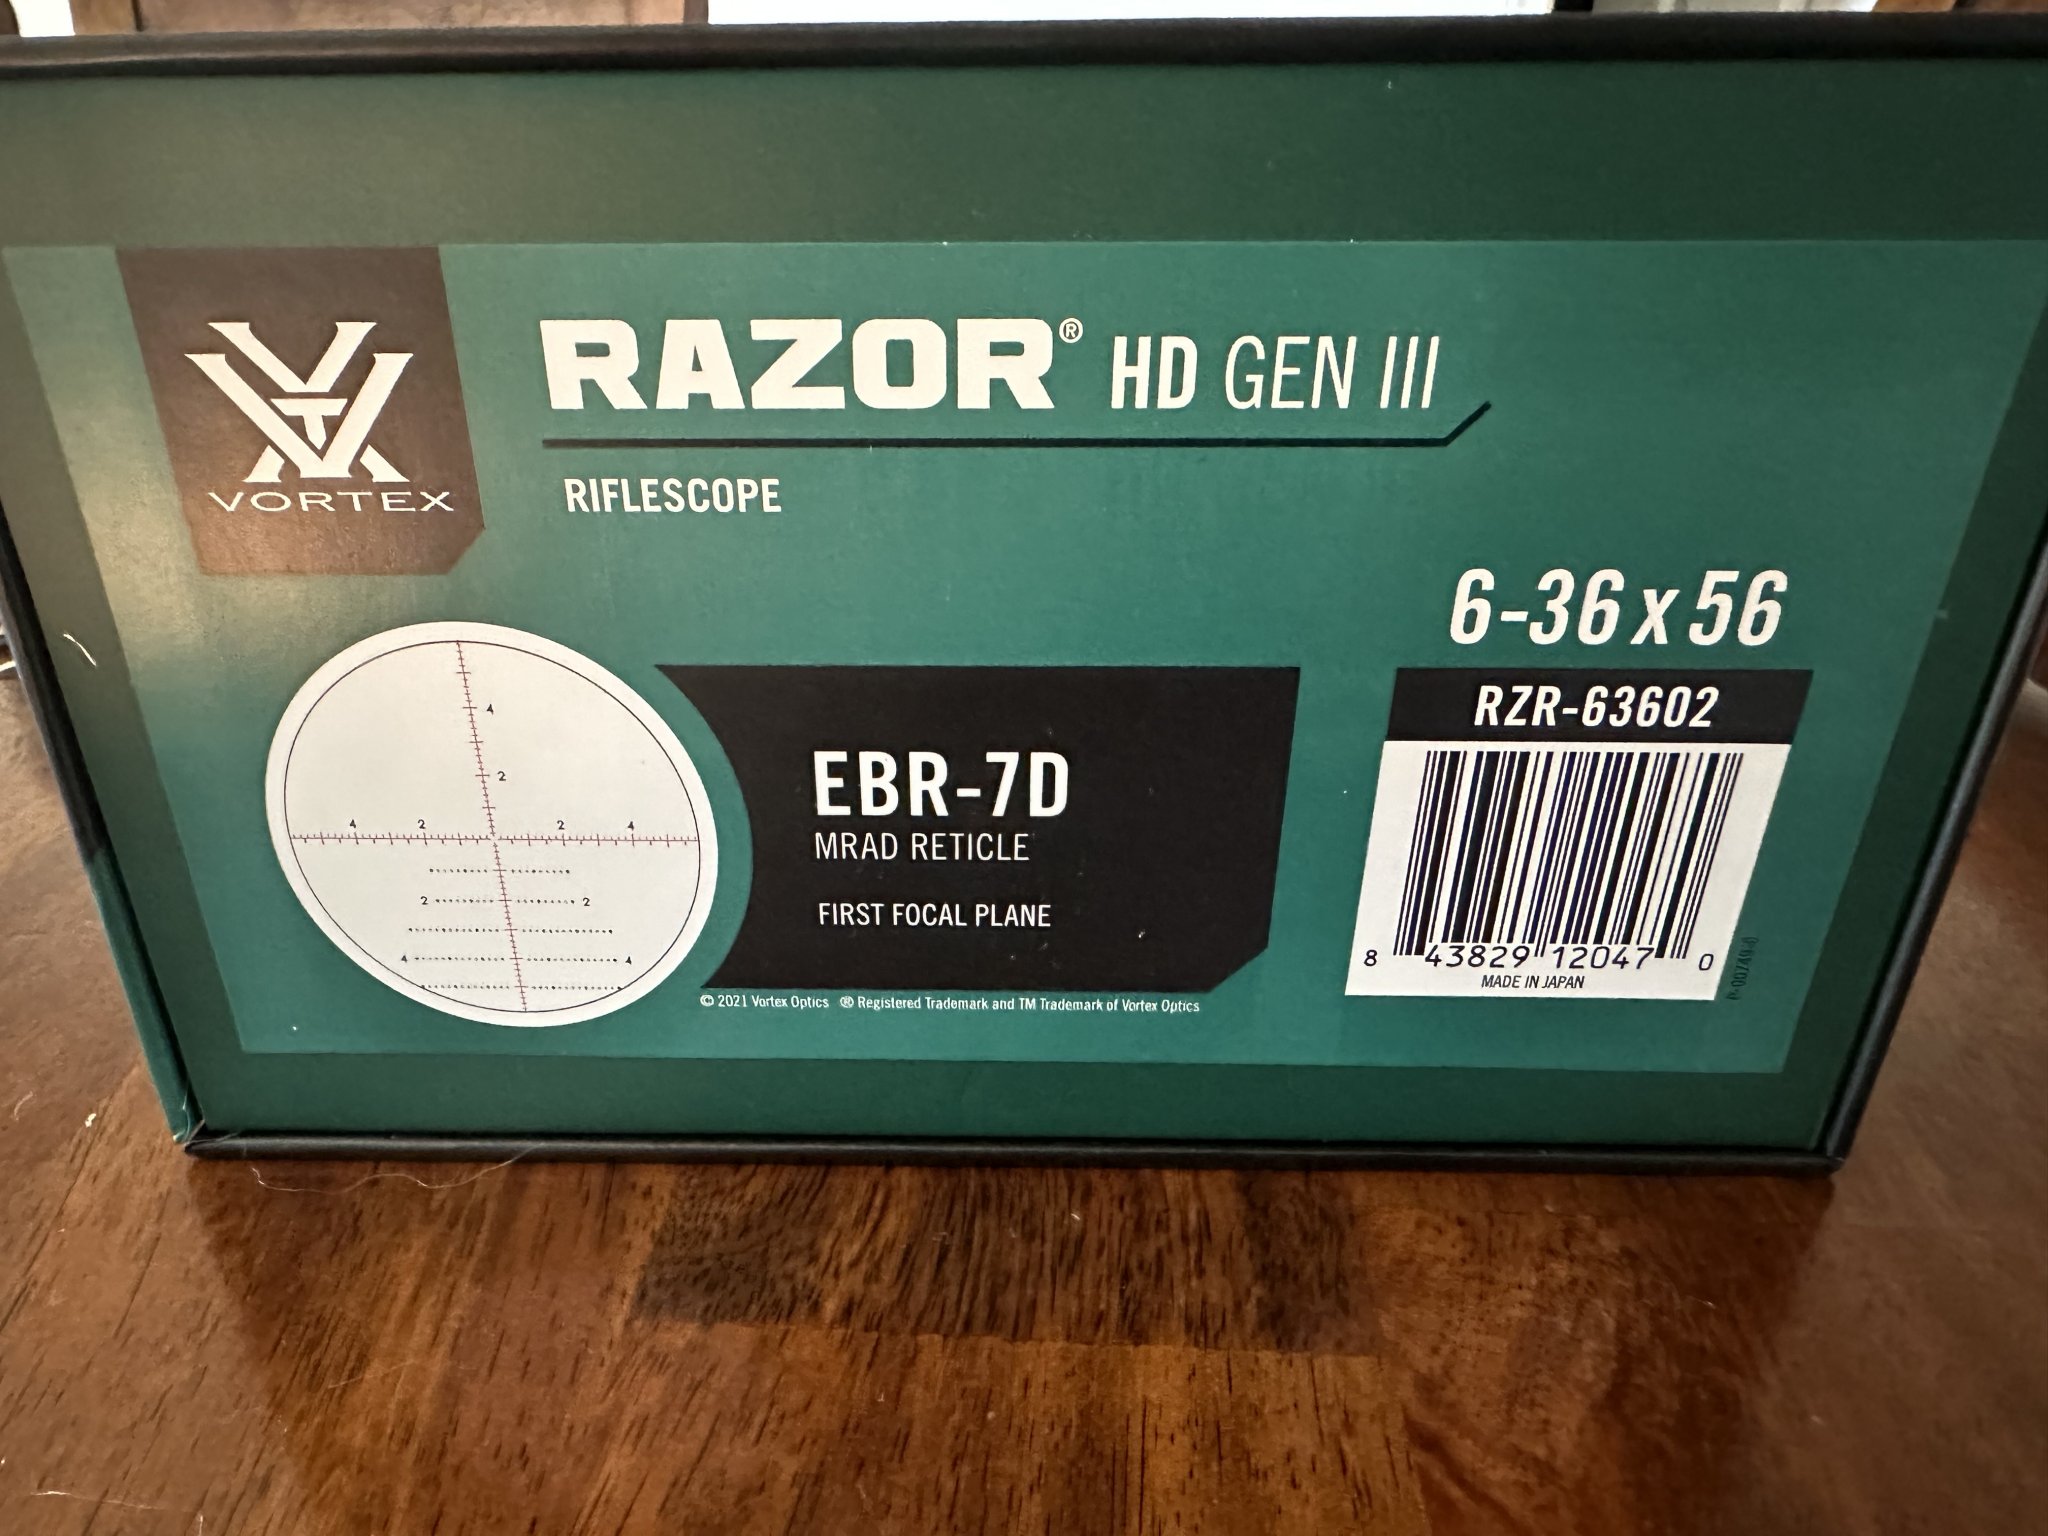 VORTEX
RAZOR® HD GEN III
RIFLESCOPE
6-36x56
RZR-63602
4
2
4 2 2 4
2 2
4 4
EBR-7D
MRAD RETICLE
FIRST FOCAL PLANE
8 43829 12047 0
MADE IN JAPAN
© 2021 Vortex Optics ® Registered Trademark and TM Trademark of Vortex Optics